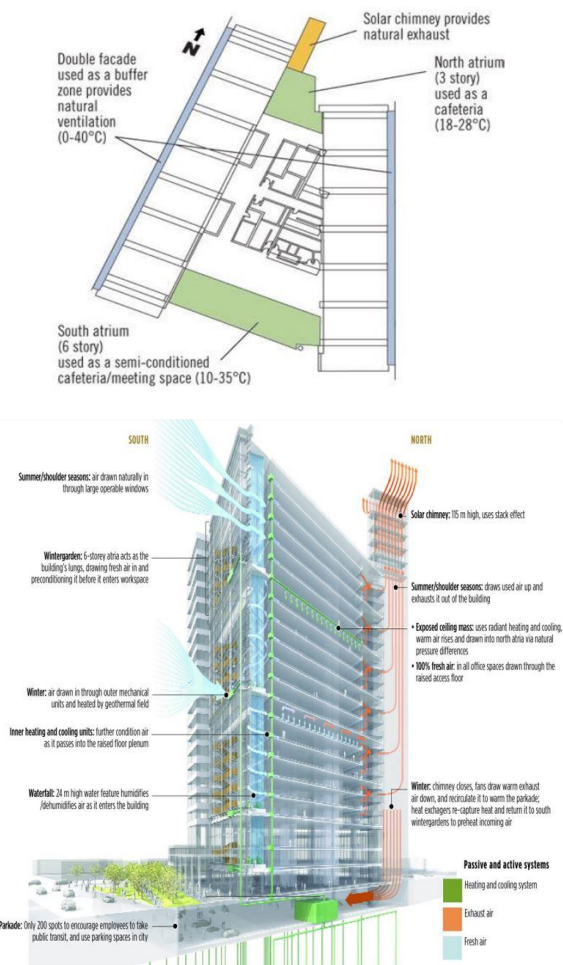 Solar chimney provides
natural exhaust
N
Double facade
used as a buffer
zone provides
natural
ventilation
(0-40°C)
North atrium
(3 story)
used as a
cafeteria
(18-28°C)
South atrium
(6 story)
used as a semi-conditioned
cafeteria/meeting space (10-35°C)
SOUTH
NORTH
Summer/shoulder seasons: air drawn naturally in
through large operable windows
Solar chimney: 115 m high, uses stack effect
Wintergarden: 6-storey atria acts as the
building's lungs, drawing fresh air in and
preconditioning it before it enters workspace
Summer/shoulder seasons: draws used air up and
exhausts it out of the building
• Exposed ceiling mass: uses radiant heating and cooling,
warm air rises and drawn into north atria via natural
pressure differences
• 100% fresh air: in all office spaces drawn through the
raised access floor
Winter: air drawn in through outer mechanical
units and heated by geothermal field
Inner heating and cooling units: further condition air
as it passes into the raised floor plenum
Waterfall: 24 m high water feature humidifies
/dehumidifies air as it enters the building
Winter: chimney closes, fans draw warm exhaust
air down, and recirculate it to warm the parkade;
heat exchagers re-capture heat and return it to south
wintergardens to preheat incoming air
Passive and active systems
Heating and cooling system
Exhaust air
Fresh air
Parkade: Only 200 spots to encourage employees to take
public transit, and use parking spaces in city